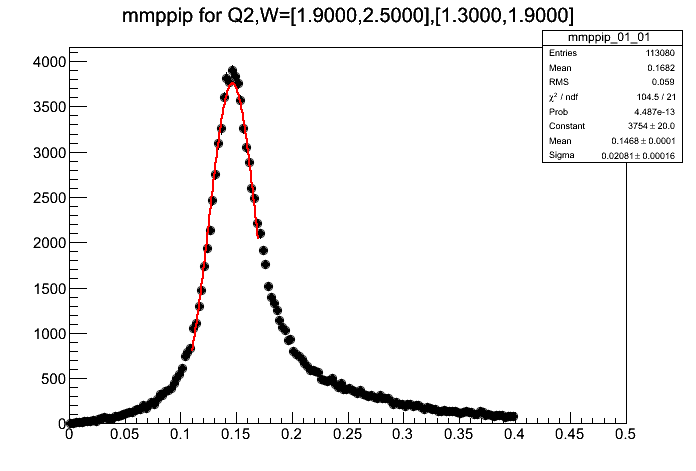 mmppip for Q2,W=[1.9000,2.5000],[1.3000,1.9000]
mmppip_01_01
Entries 113080
Mean 0.1682
RMS 0.059
χ² / ndf 104.5 / 21
Prob 4.487e-13
Constant 3754 ± 20.0
Mean 0.1468 ± 0.0001
Sigma 0.02081 ± 0.00016
4000
3500
3000
2500
2000
1500
1000
500
0
0 0.05 0.1 0.15 0.2 0.25 0.3 0.35 0.4 0.45 0.5